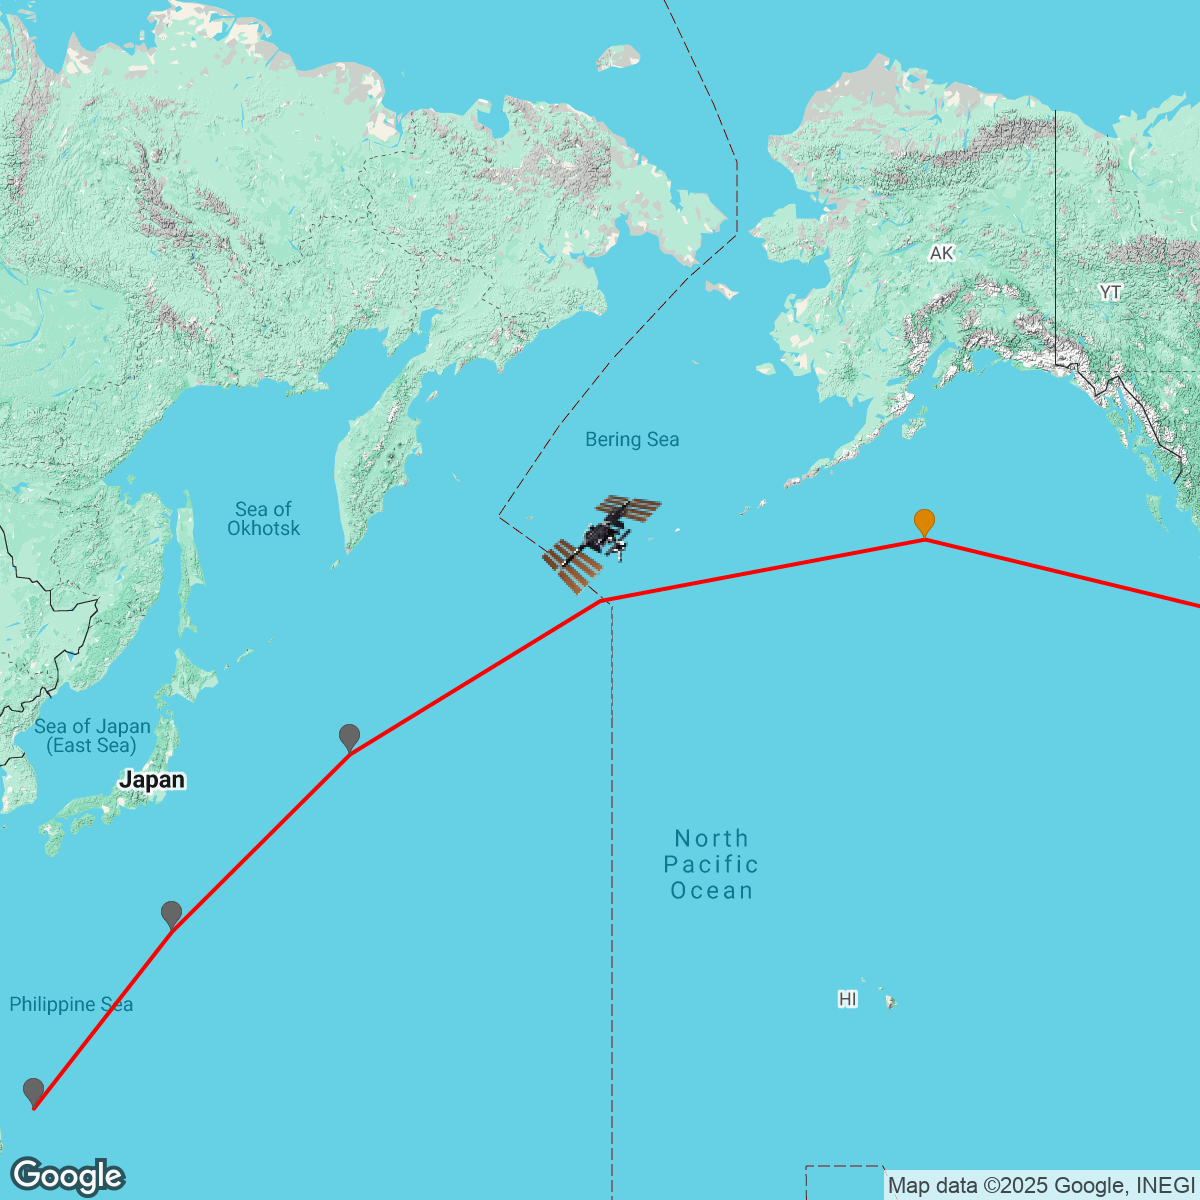 AK
YT
Bering Sea
Sea of
Okhotsk
Sea of Japan
(East Sea)
Japan
North
Pacific
Ocean
Philippine Sea
HI
Google
Map data ©2025 Google, INEGI